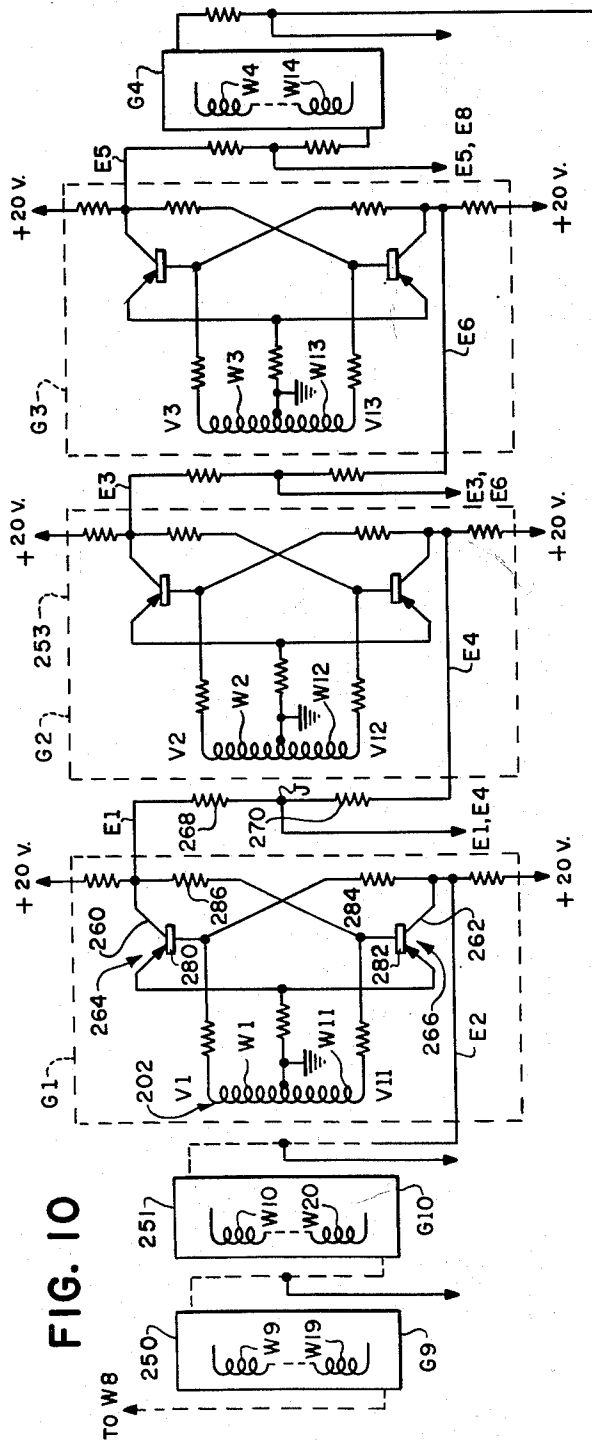 FIG. 10
TO W8
250
W9
W19
G9
251
W10
W20
G10
G1
+20 V.
264
260
280
286
202
V1
W1
W11
V11
284
282
262
266
E2
+20 V.
E1
268
J
270
E1, E4
E4
G2
253
+20 V.
V2
W2
W12
V12
+20 V.
E3
E3,
E6
E6
G3
+20 V.
V3
W3
W13
V13
+20 V.
E5
E5, E8
G4
W4
W14